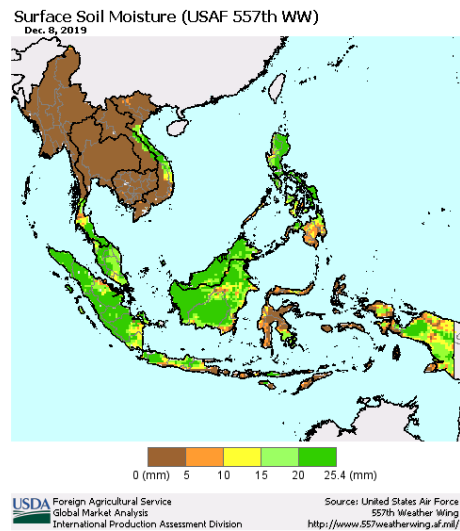 Surface Soil Moisture (USAF 557th WW)
Dec. 8, 2019
0 (mm) 5 10 15 20 25.4 (mm)
USDA Foreign Agricultural Service
Global Market Analysis
International Production Assessment Division
Source: United States Air Force
557th Weather Wing
http://www.557weatherwing.af.mil/